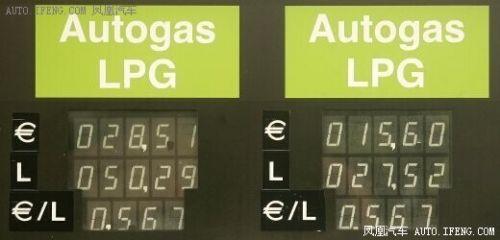 AUTO.IFENG.COM 凤凰汽车
Autogas
LPG
€ 028,51
L 050,29
€/L 0.567
Autogas
LPG
€ 015,60
L 027,52
€/L 0.567
凤凰汽车 AUTO.IFENG.COM